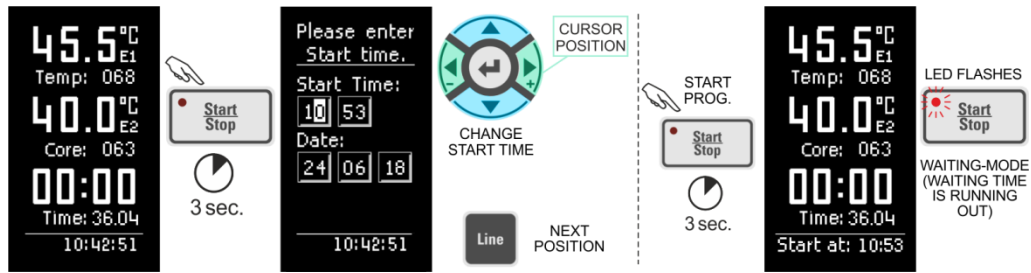 45.5°C
E1
Temp: 068
40.0°C
E2
Core: 063
00:00
Time: 36.04
10:42:51
Start
Stop
3 sec.
Please enter
Start time.
Start Time:
10 53
Date:
24 06 18
10:42:51
CURSOR
POSITION
- +
CHANGE
START TIME
Line
NEXT
POSITION
START
PROG.
Start
Stop
3 sec.
45.5°C
E1
Temp: 068
40.0°C
E2
Core: 063
00:00
Time: 36.04
Start at: 10:53
LED FLASHES
Start
Stop
WAITING-MODE
(WAITING TIME
IS RUNNING
OUT)